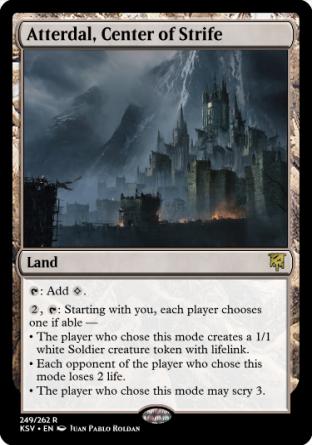 Atterdal, Center of Strife
Land
: Add .
2, : Starting with you, each player chooses
one if able —
• The player who chose this mode creates a 1/1
white Soldier creature token with lifelink.
• Each opponent of the player who chose this
mode loses 2 life.
• The player who chose this mode may scry 3.
249/262 R
KSV • EN Juan Pablo Roldan